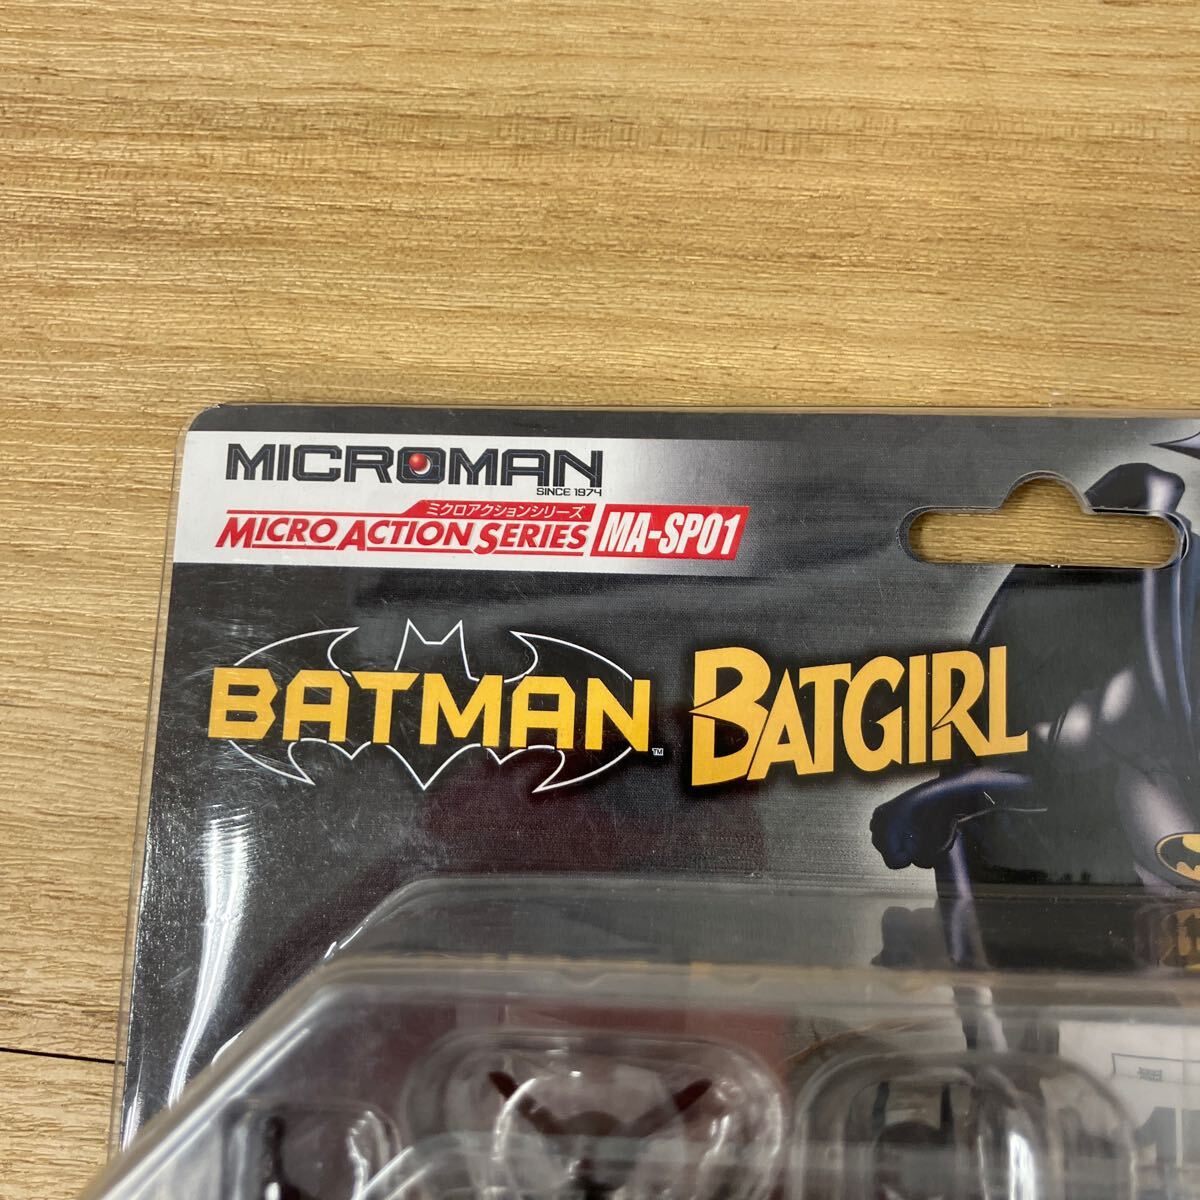 MICROMAN
SINCE 1974
ミクロアクションシリーズ
MICRO ACTION SERIES MA-SP01
BATMAN TM
BATGIRL